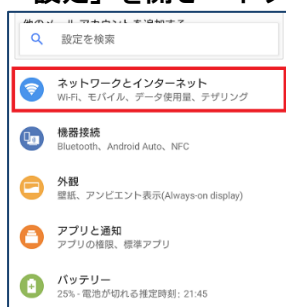 設定を検索
ネットワークとインターネット
Wi-Fi、モバイル、データ使用量、テザリング
機器接続
Bluetooth、Android Auto、NFC
外観
壁紙、アンビエント表示(Always-on display)
アプリと通知
アプリの権限、標準アプリ
バッテリー
25% - 電池が切れる推定時刻: 21:45